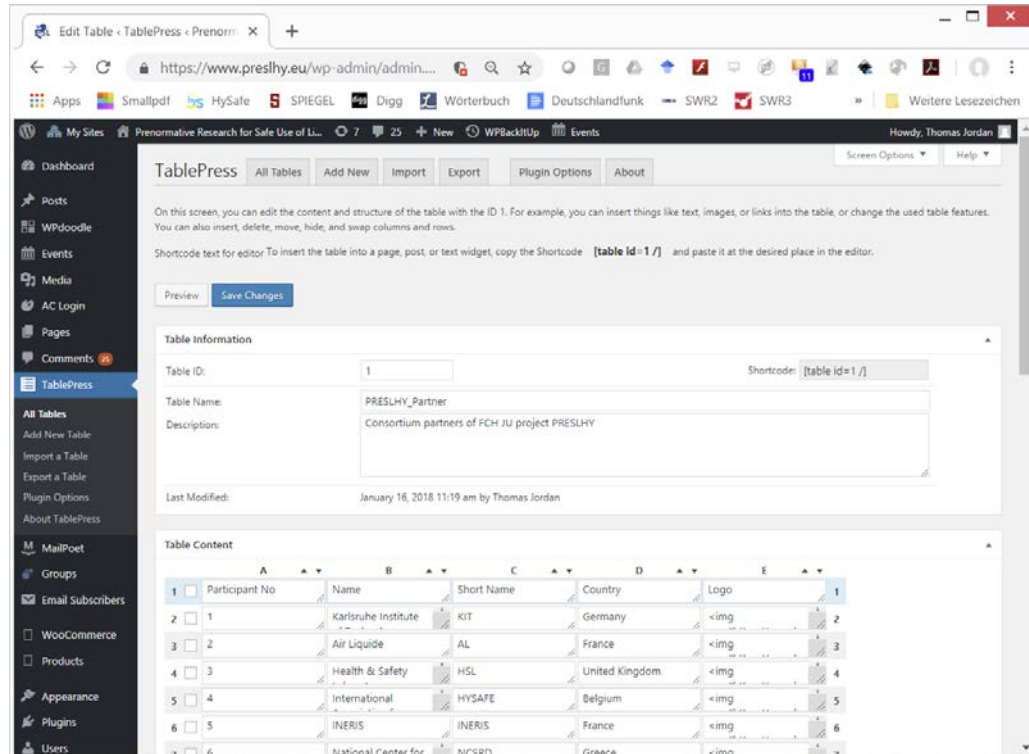 Edit Table ‹ TablePress ‹ Prenorm
https://www.preslhy.eu/wp-admin/admin....
11
Apps Smallpdf hys HySafe S SPIEGEL digg Digg Wörterbuch Deutschlandfunk SWR2 SWR3 » Weitere Lesezeichen
My Sites Prenormative Research for Safe Use of Li... 7 25 + New WPBackItUp Events Howdy, Thomas Jordan
Screen Options Help
Dashboard
Posts
WPdoodle
Events
Media
AC Login
Pages
Comments 25
TablePress
All Tables
Add New Table
Import a Table
Export a Table
Plugin Options
About TablePress
MailPoet
Groups
Email Subscribers
WooCommerce
Products
Appearance
Plugins
Users
TablePress All Tables Add New Import Export Plugin Options About
On this screen, you can edit the content and structure of the table with the ID 1. For example, you can insert things like text, images, or links into the table, or change the used table features.
You can also insert, delete, move, hide, and swap columns and rows.
Shortcode text for editor To insert the table into a page, post, or text widget, copy the Shortcode [table id=1 /] and paste it at the desired place in the editor.
Preview Save Changes
Table Information
Table ID: 1 Shortcode: [table id=1 /]
Table Name: PRESLHY_Partner
Description: Consortium partners of FCH JU project PRESLHY
Last Modified: January 16, 2018 11:19 am by Thomas Jordan
Table Content
A B C D E
1 Participant No Name Short Name Country Logo 1
2 1 Karlsruhe Institute KIT Germany <img 2
3 2 Air Liquide AL France <img 3
4 3 Health & Safety HSL United Kingdom <img 4
5 4 International HYSAFE Belgium <img 5
6 5 INERIS INERIS France <img 6
7 6 National Center for NCSRD Greece <img 7